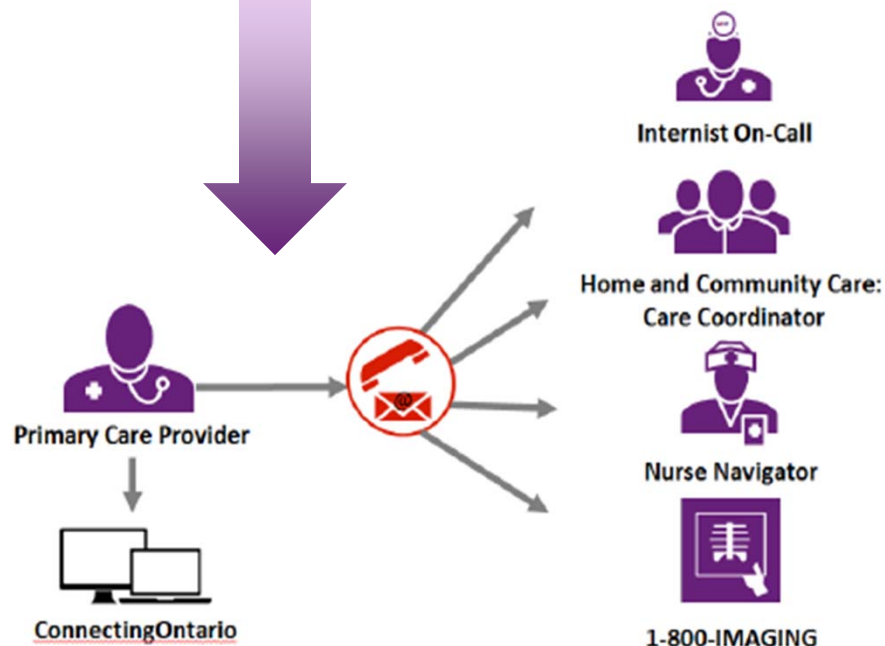 Internist On-Call
Home and Community Care:
Care Coordinator
@
Primary Care Provider
Nurse Navigator
ConnectingOntario
1-800-IMAGING